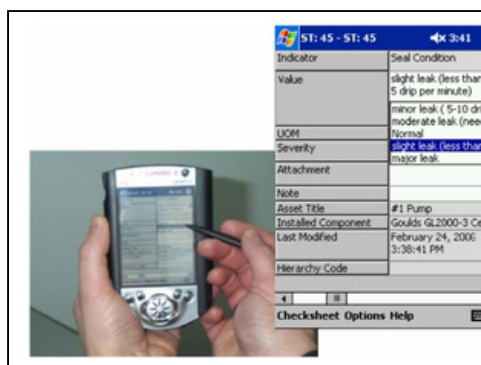 ST: 45 - ST: 45 3:41
Indicator Seal Condition
Value slight leak (less than
5 drip per minute)
minor leak ( 5-10 dri
moderate leak (nee
UOM Normal
Severity slight leak (less than
major leak
Attachment
Note
Asset Title #1 Pump
Installed Component Goulds GL2000-3 Ce
Last Modified February 24, 2006
3:38:41 PM
Hierarchy Code
Checksheet Options Help